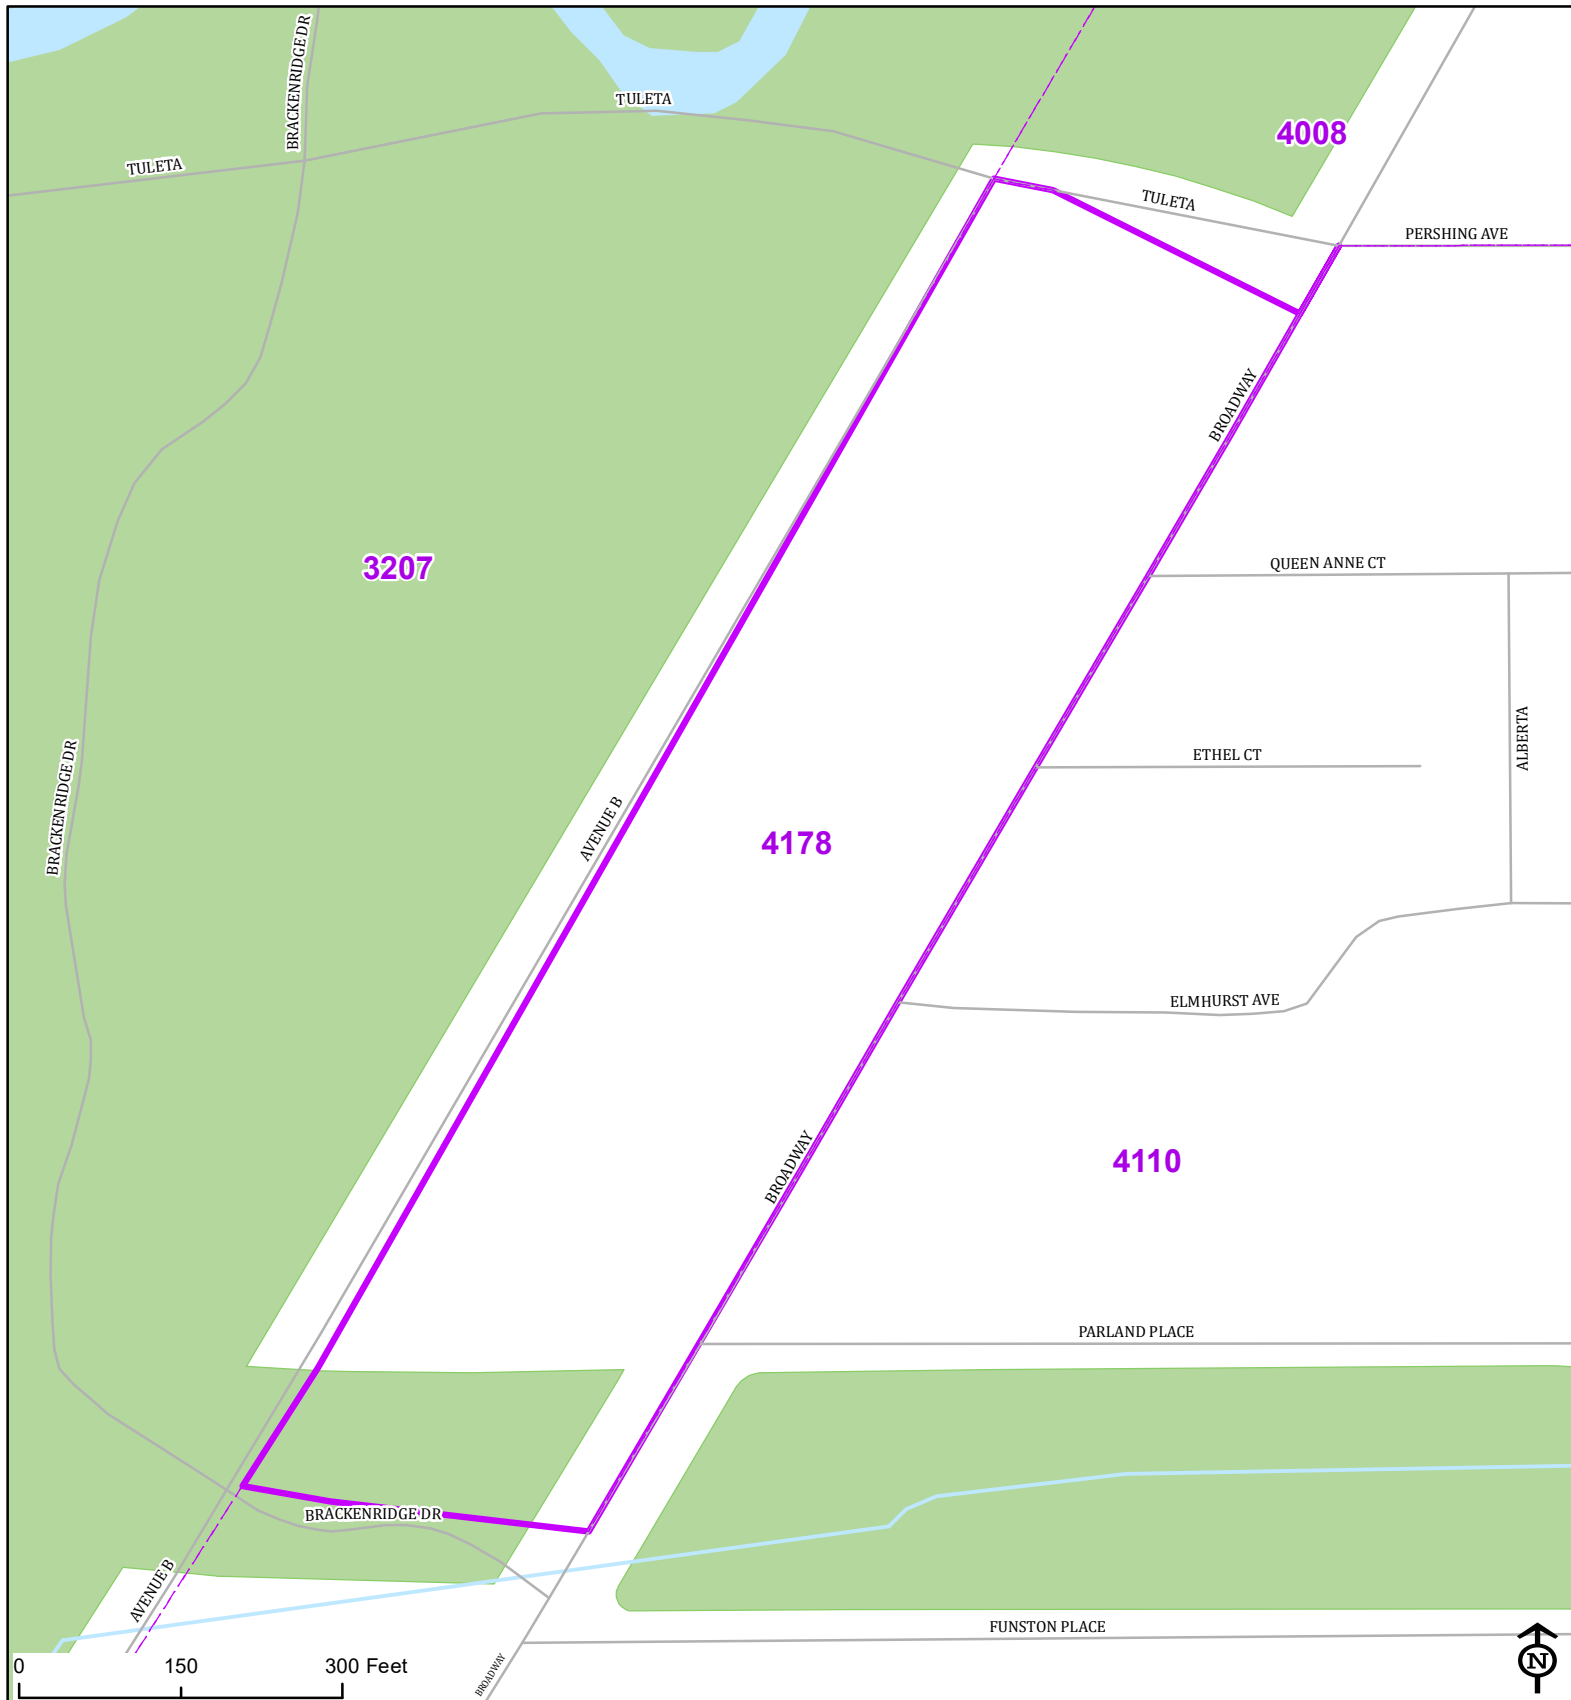 BRACKENRIDGE DR
TULETA
4008
TULETA
TULETA
PERSHING AVE
BROADWAY
3207
QUEEN ANNE CT
ALBERTA
ETHEL CT
BRACKENRIDGE DR
AVENUE B
4178
ELMHURST AVE
BROADWAY
4110
PARLAND PLACE
BRACKENRIDGE DR
AVENUE B
FUNSTON PLACE
BROADWAY
0 150 300 Feet
N